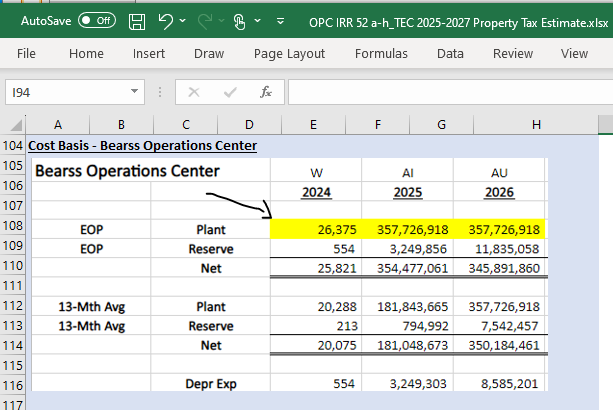 AutoSave Off OPC IRR 52 a-h_TEC 2025-2027 Property Tax Estimate.xlsx
File Home Insert Draw Page Layout Formulas Data Review View
I94 fx
A B C D E F G H
104 Cost Basis - Bearss Operations Center
105 Bearss Operations Center W AI AU
106 2024 2025 2026
107
108 EOP Plant 26,375 357,726,918 357,726,918
109 EOP Reserve 554 3,249,856 11,835,058
110 Net 25,821 354,477,061 345,891,860
111
112 13-Mth Avg Plant 20,288 181,843,665 357,726,918
113 13-Mth Avg Reserve 213 794,992 7,542,457
114 Net 20,075 181,048,673 350,184,461
115
116 Depr Exp 554 3,249,303 8,585,201
117